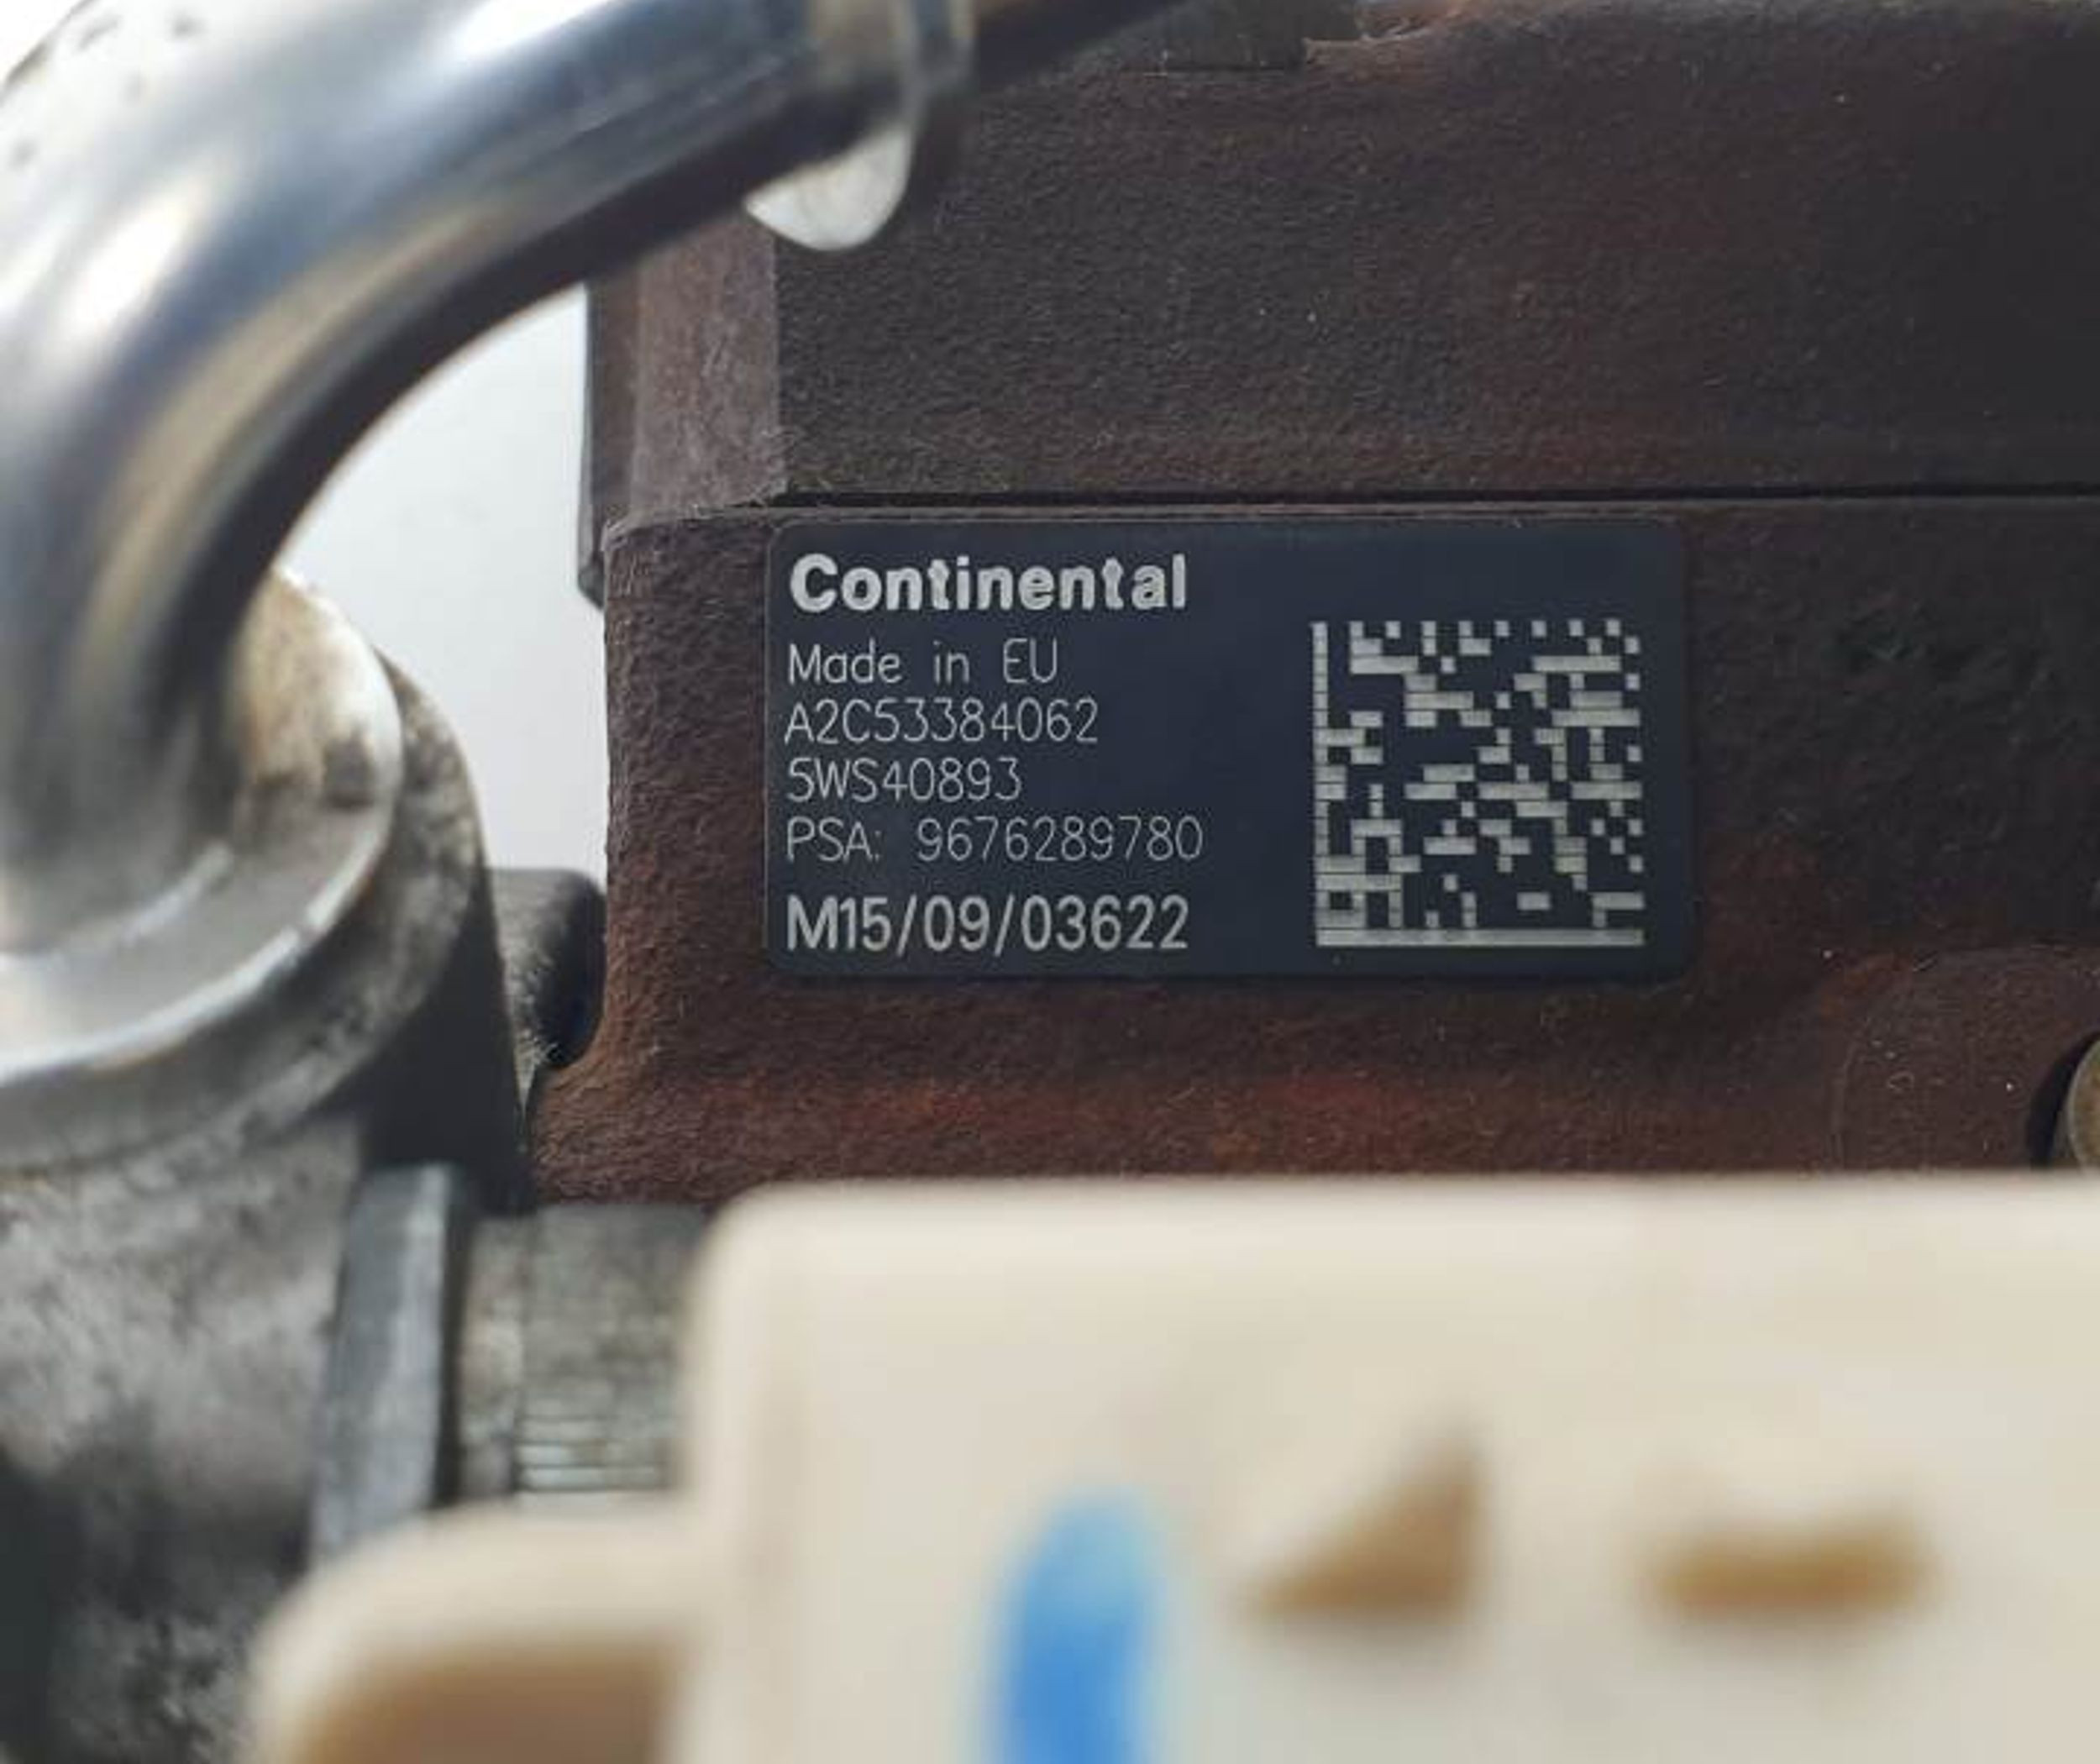 Continental
Made in EU
A2C53384062
5WS40893
PSA: 9676289780
M15/09/03622